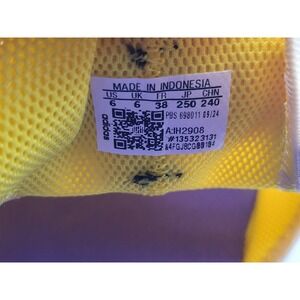 MADE IN INDONESIA
US UK FR JP CHN
6 6 38 250 240
adidas
PBS 698011 09/24
A:IH2908
#135323131